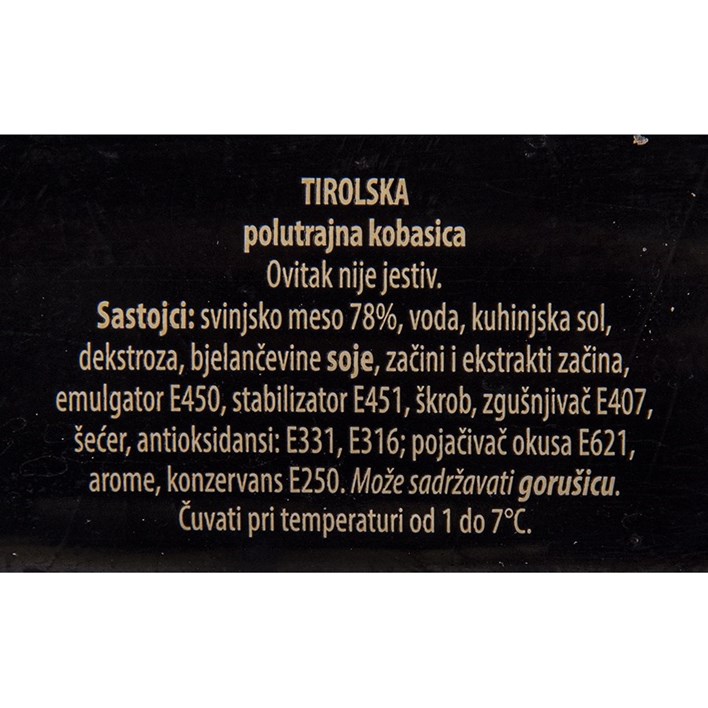 TIROLSKA
polutrajna kobasica
Ovitak nije jestiv.
Sastojci: svinjsko meso 78%, voda, kuhinjska sol,
dekstroza, bjelančevine soje, začini i ekstrakti začina,
emulgator E450, stabilizator E451, škrob, zgušnjivač E407,
šećer, antioksidansi: E331, E316; pojačivač okusa E621,
arome, konzervans E250. Može sadržavati gorušicu.
Čuvati pri temperaturi od 1 do 7°C.